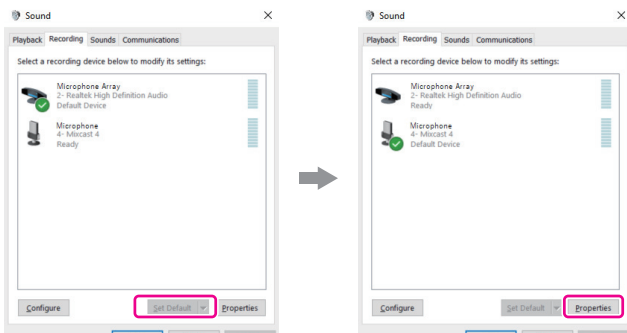 Sound
Playback Recording Sounds Communications
Select a recording device below to modify its settings:
Microphone Array
2- Realtek High Definition Audio
Default Device
Microphone
4- Mixcast 4
Ready
Configure Set Default Properties
Sound
Playback Recording Sounds Communications
Select a recording device below to modify its settings:
Microphone Array
2- Realtek High Definition Audio
Ready
Microphone
4- Mixcast 4
Default Device
Configure Set Default Properties